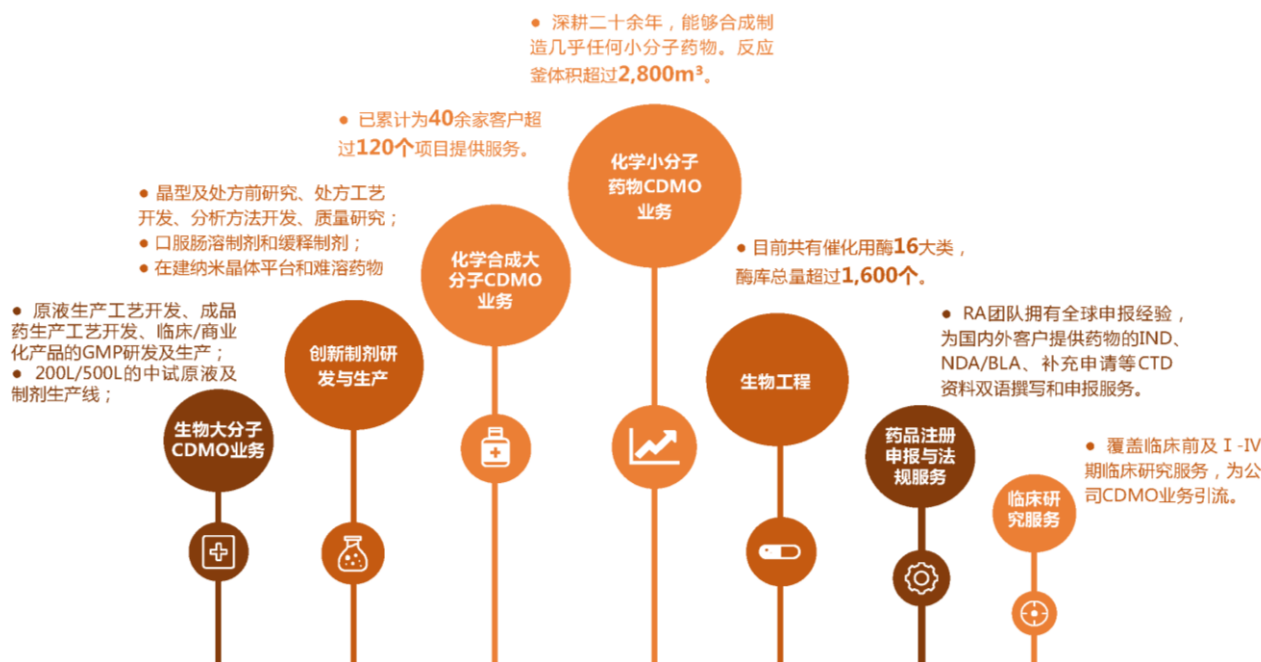 ● 深耕二十余年，能够合成制
造几乎任何小分子药物。反应
釜体积超过2,800m³。
● 已累计为40余家客户超
过120个项目提供服务。
化学小分子
药物CDMO
业务
● 晶型及处方前研究、处方工艺
开发、分析方法开发、质量研究；
● 口服肠溶制剂和缓释制剂；
● 在建纳米晶体平台和难溶药物
化学合成大
分子CDMO
业务
● 目前共有催化用酶16大类，
酶库总量超过1,600个。
● 原液生产工艺开发、成品
药生产工艺开发、临床/商业
化产品的GMP研发及生产；
● 200L/500L的中试原液及
制剂生产线；
创新制剂研
发与生产
生物工程
● RA团队拥有全球申报经验，
为国内外客户提供药物的IND、
NDA/BLA、补充申请等CTD
资料双语撰写和申报服务。
生物大分子
CDMO业务
药品注册
申报与法
规服务
● 覆盖临床前及Ⅰ-IV
期临床研究服务，为公
司CDMO业务引流。
临床研
究服务